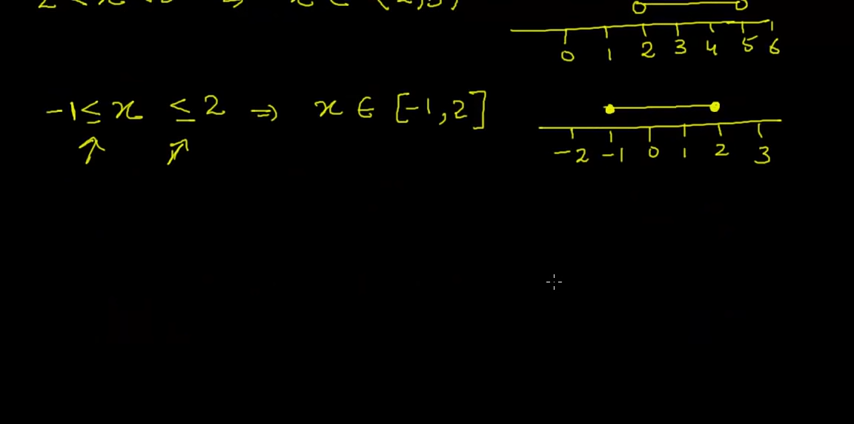 0 1 2 3 4 5 6
-1 ≤ x ≤ 2 ⇒ x ∈ [-1, 2]
-2 -1 0 1 2 3